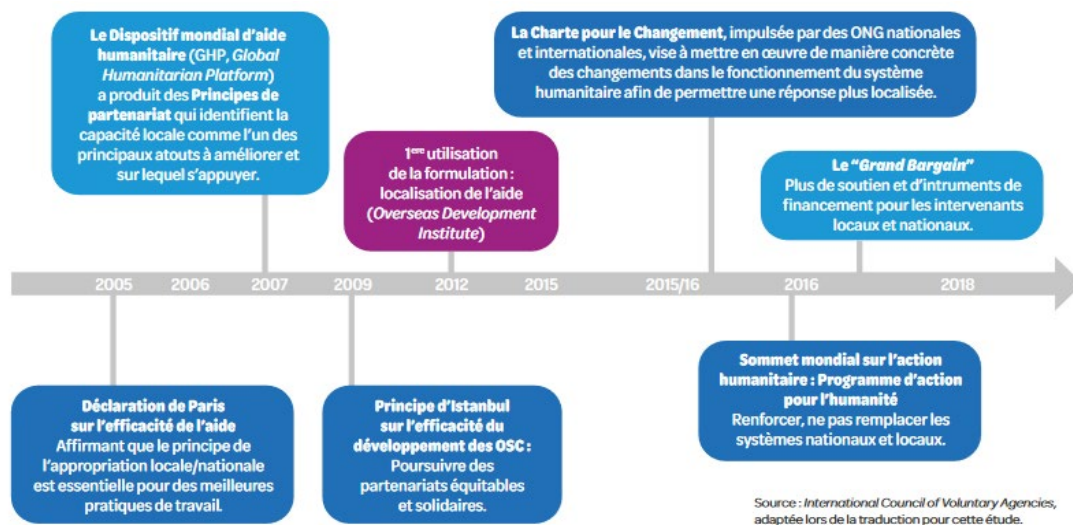 Le Dispositif mondial d'aide
humanitaire (GHP, Global
Humanitarian Platform)
a produit des Principes de
partenariat qui identifient la
capacité locale comme l'un des
principaux atouts à améliorer et
sur lequel s'appuyer.
1ere utilisation
de la formulation :
localisation de l'aide
(Overseas Development
Institute)
La Charte pour le Changement, impulsée par des ONG nationales
et internationales, vise à mettre en œuvre de manière concrète
des changements dans le fonctionnement du système
humanitaire afin de permettre une réponse plus localisée.
Le "Grand Bargain"
Plus de soutien et d'intruments de
financement pour les intervenants
locaux et nationaux.
2005 2006 2007 2009 2012 2015 2015/16 2016 2018
Déclaration de Paris
sur l'efficacité de l'aide
Affirmant que le principe de
l'appropriation locale/nationale
est essentielle pour des meilleures
pratiques de travail.
Principe d'Istanbul
sur l'efficacité du
développement des OSC :
Poursuivre des
partenariats équitables
et solidaires.
Sommet mondial sur l'action
humanitaire : Programme d'action
pour l'humanité
Renforcer, ne pas remplacer les
systèmes nationaux et locaux.
Source : International Council of Voluntary Agencies,
adaptée lors de la traduction pour cette étude.